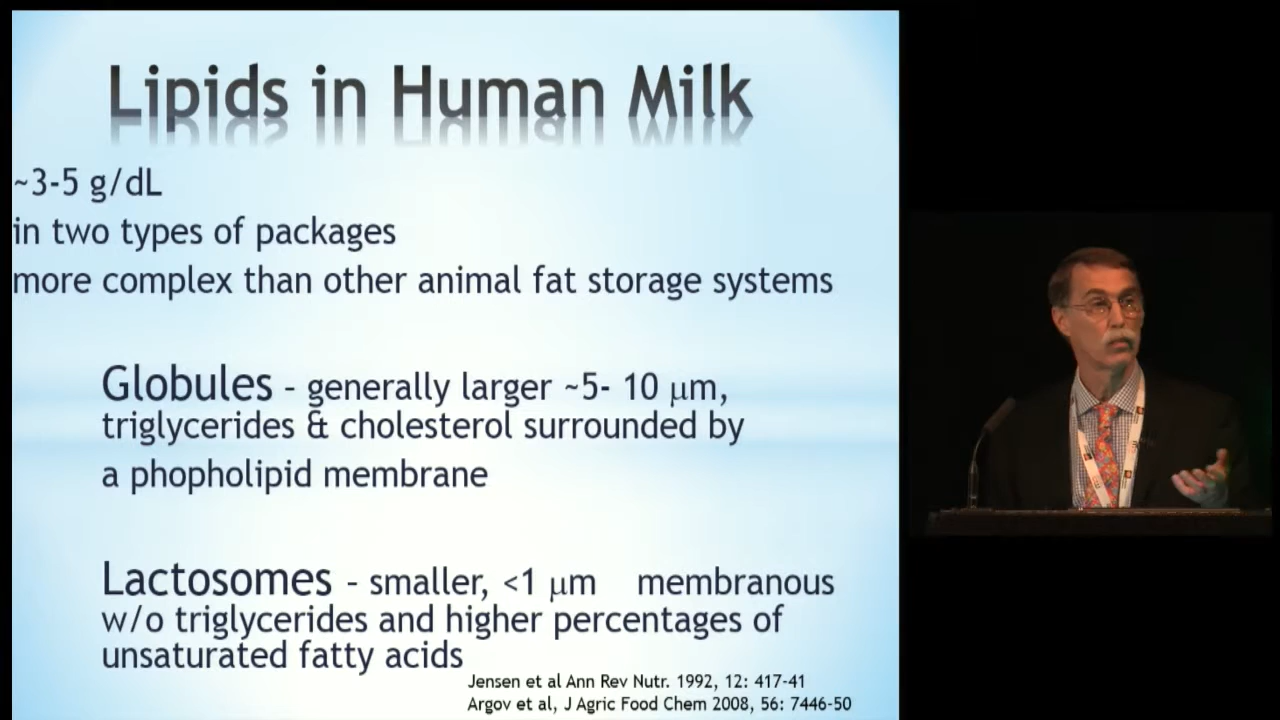 Lipids in Human Milk
~3-5 g/dL
in two types of packages
more complex than other animal fat storage systems
Globules - generally larger ~5- 10 μm,
triglycerides & cholesterol surrounded by
a phopholipid membrane
Lactosomes - smaller, <1 μm membranous
w/o triglycerides and higher percentages of
unsaturated fatty acids
Jensen et al Ann Rev Nutr. 1992, 12: 417-41
Argov et al, J Agric Food Chem 2008, 56: 7446-50